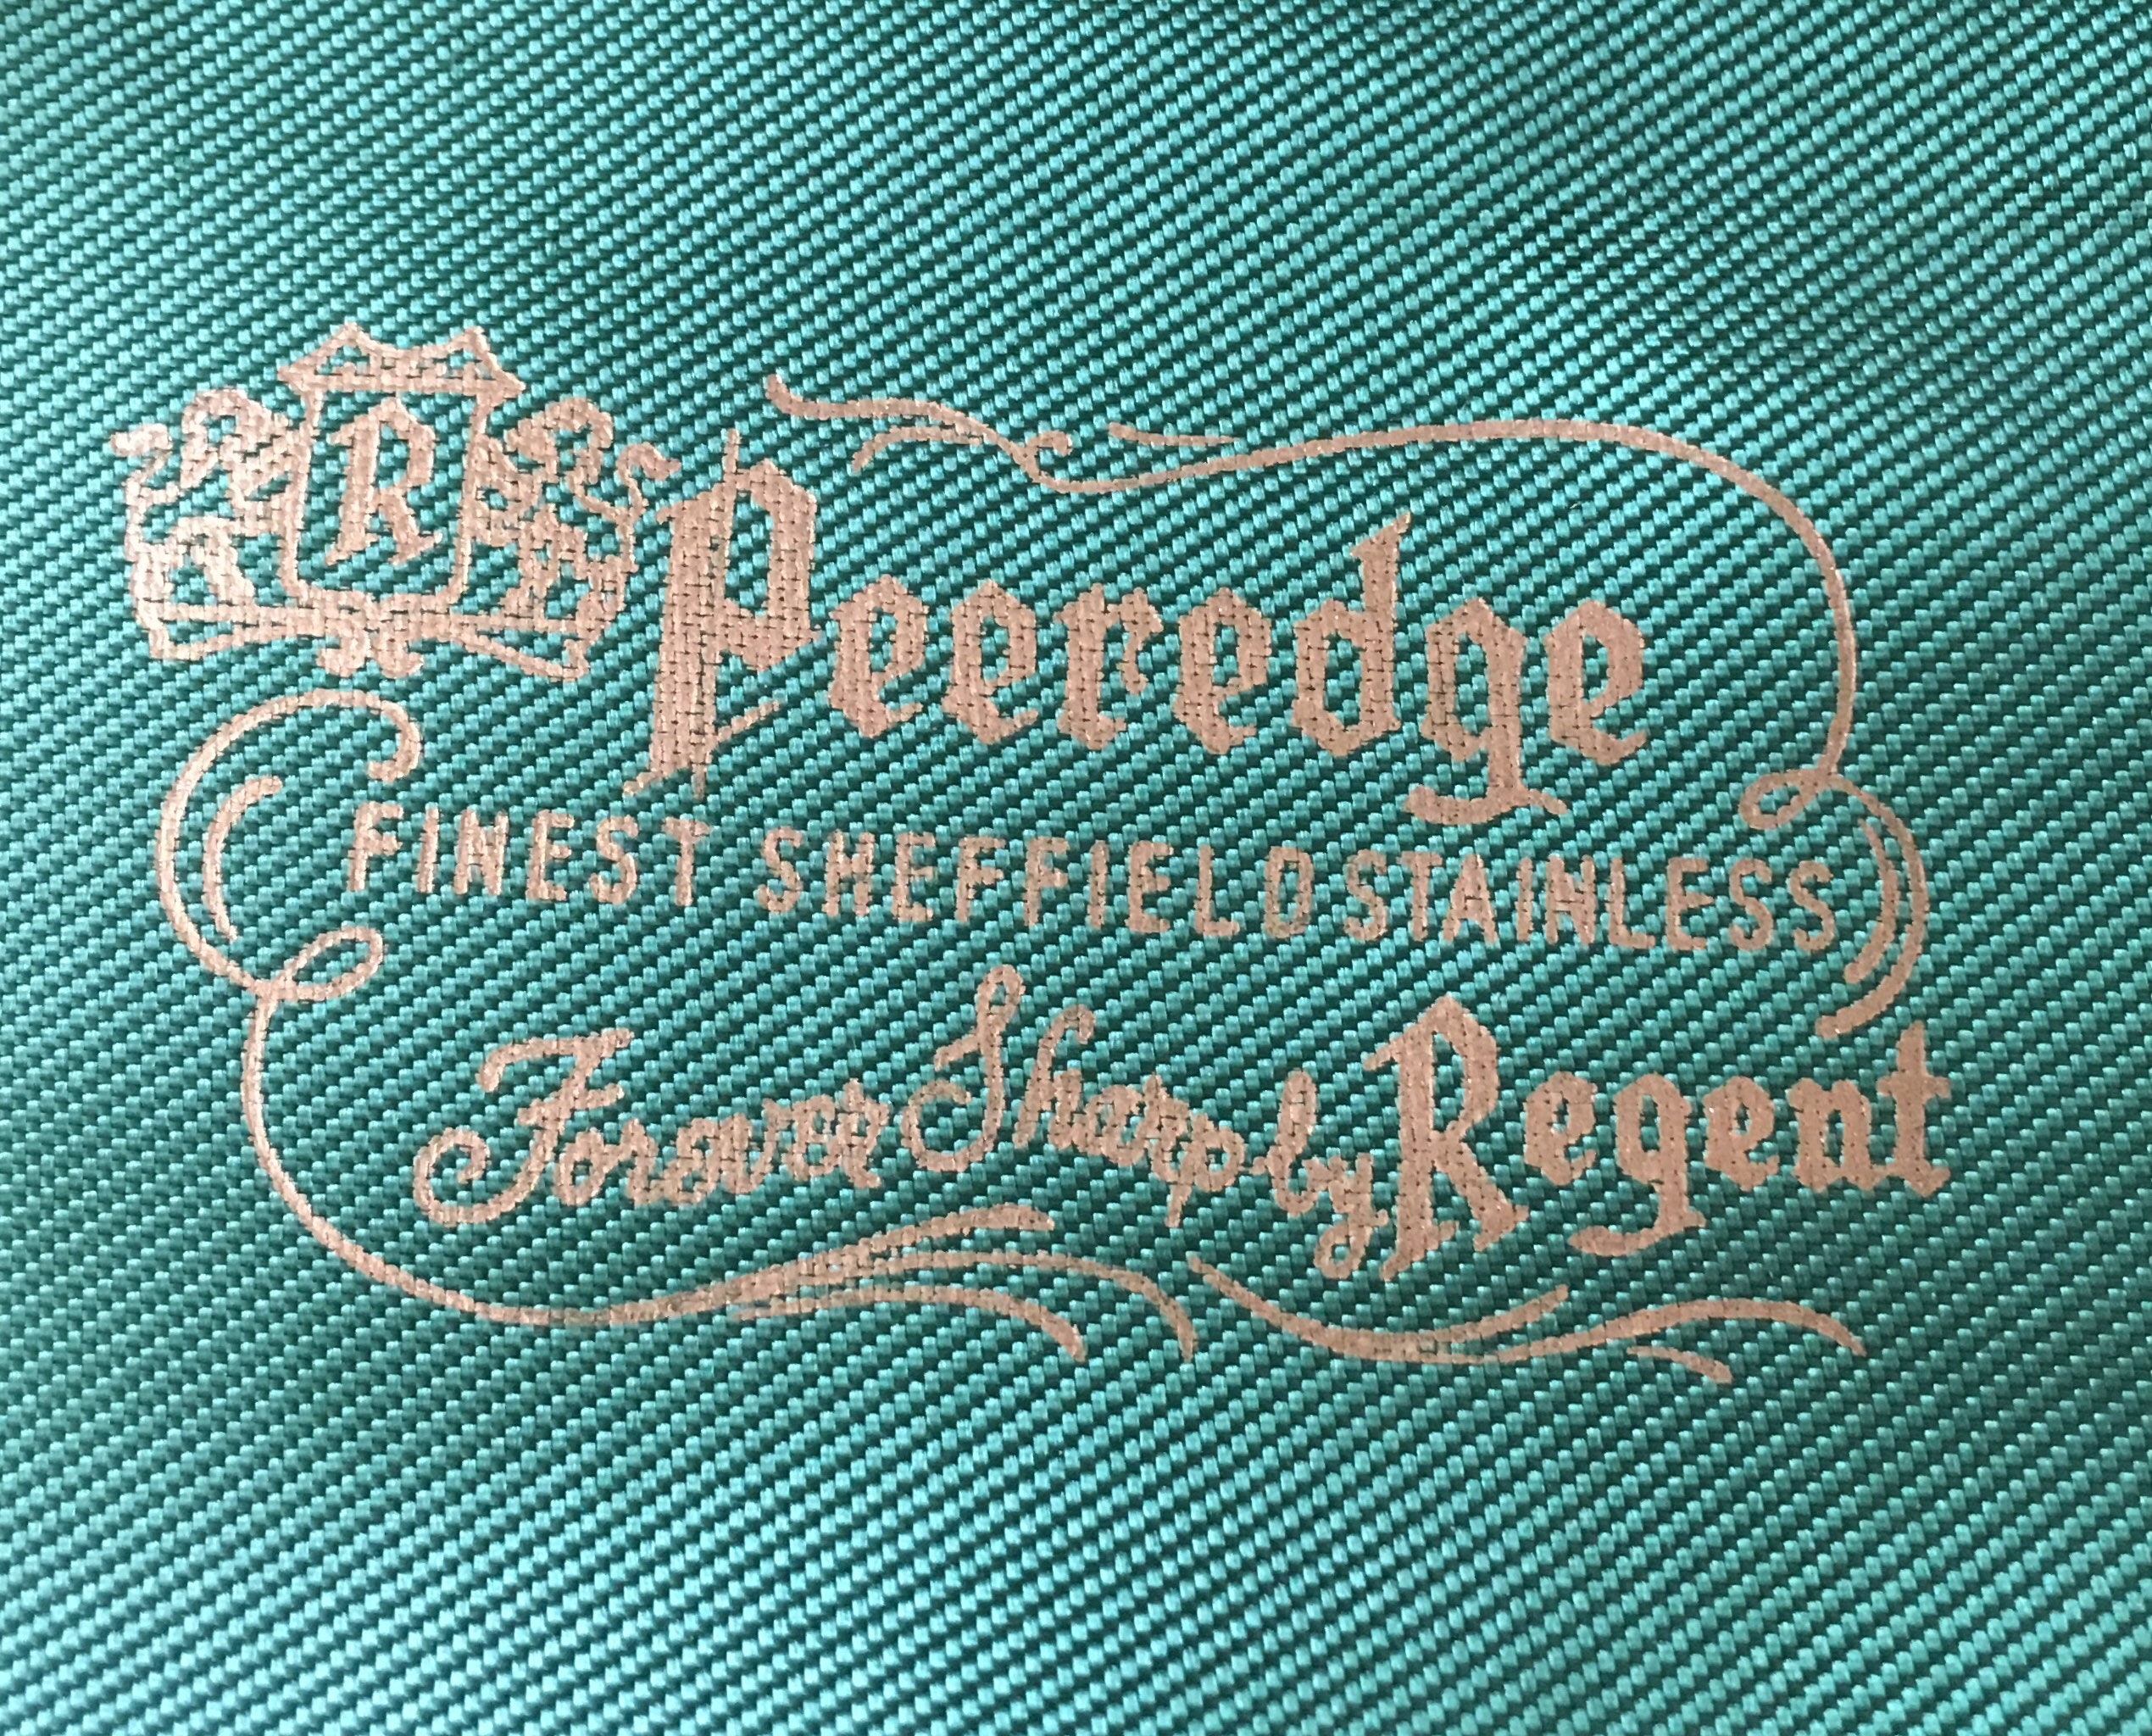 R
Peeredge
FINEST SHEFFIELD STAINLESS
Forever Sharp by Regent